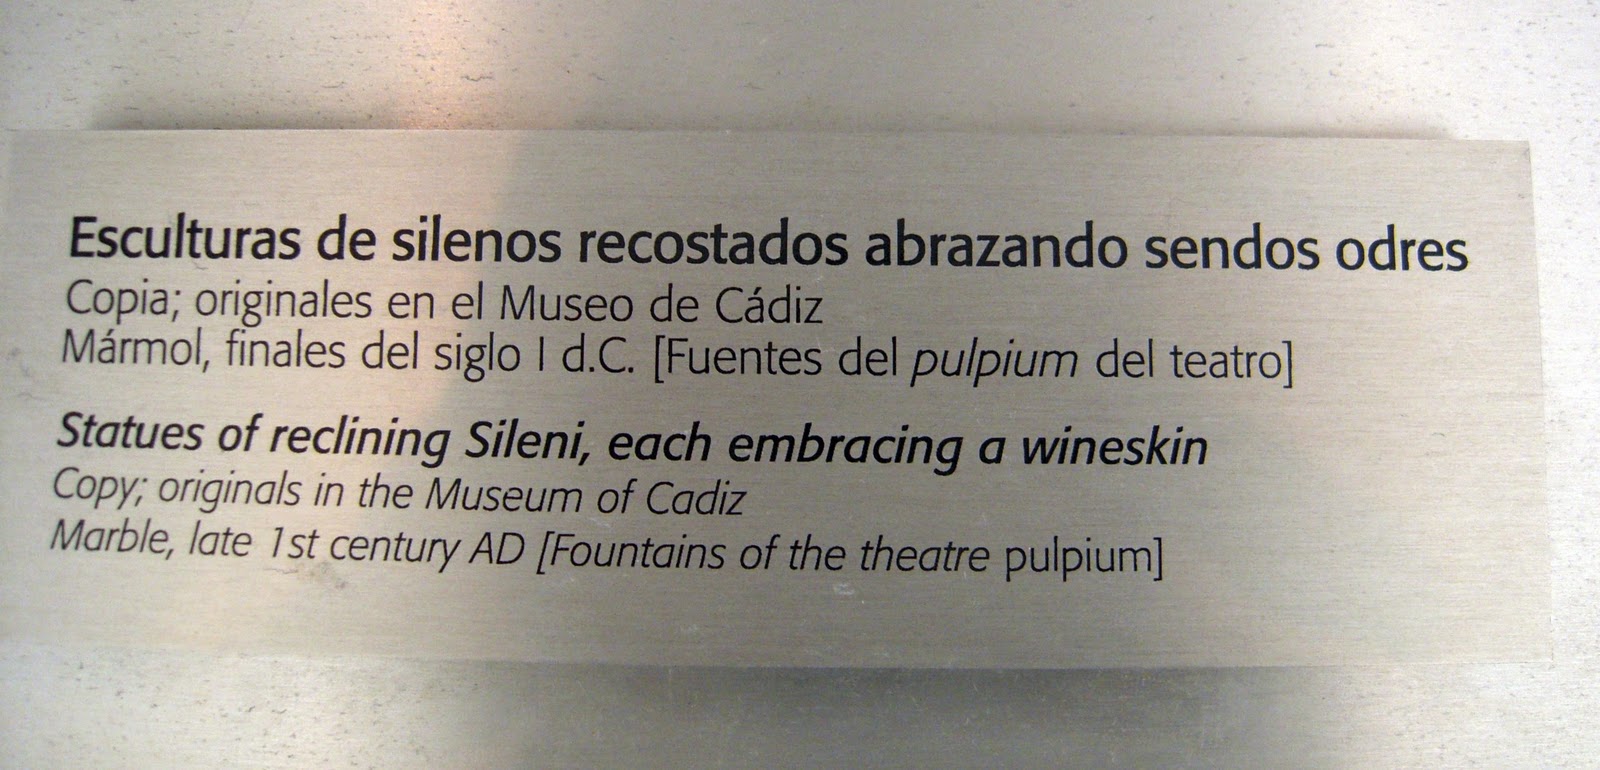 Esculturas de silenos recostados abrazando sendos odres
Copia; originales en el Museo de Cádiz
Mármol, finales del siglo I d.C. [Fuentes del pulpium del teatro]
Statues of reclining Sileni, each embracing a wineskin
Copy; originals in the Museum of Cadiz
Marble, late 1st century AD [Fountains of the theatre pulpium]